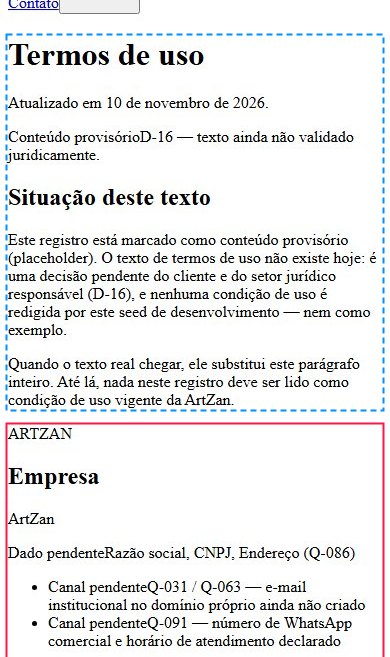 Contato
Termos de uso
Atualizado em 10 de novembro de 2026.
Conteúdo provisórioD-16 — texto ainda não validado
juridicamente.
Situação deste texto
Este registro está marcado como conteúdo provisório
(placeholder). O texto de termos de uso não existe hoje: é
uma decisão pendente do cliente e do setor jurídico
responsável (D-16), e nenhuma condição de uso é
redigida por este seed de desenvolvimento — nem como
exemplo.
Quando o texto real chegar, ele substitui este parágrafo
inteiro. Até lá, nada neste registro deve ser lido como
condição de uso vigente da ArtZan.
ARTZAN
Empresa
ArtZan
Dado pendenteRazão social, CNPJ, Endereço (Q-086)
• Canal pendenteQ-031 / Q-063 — e-mail
institucional no domínio próprio ainda não criado
• Canal pendenteQ-091 — número de WhatsApp
comercial e horário de atendimento declarado